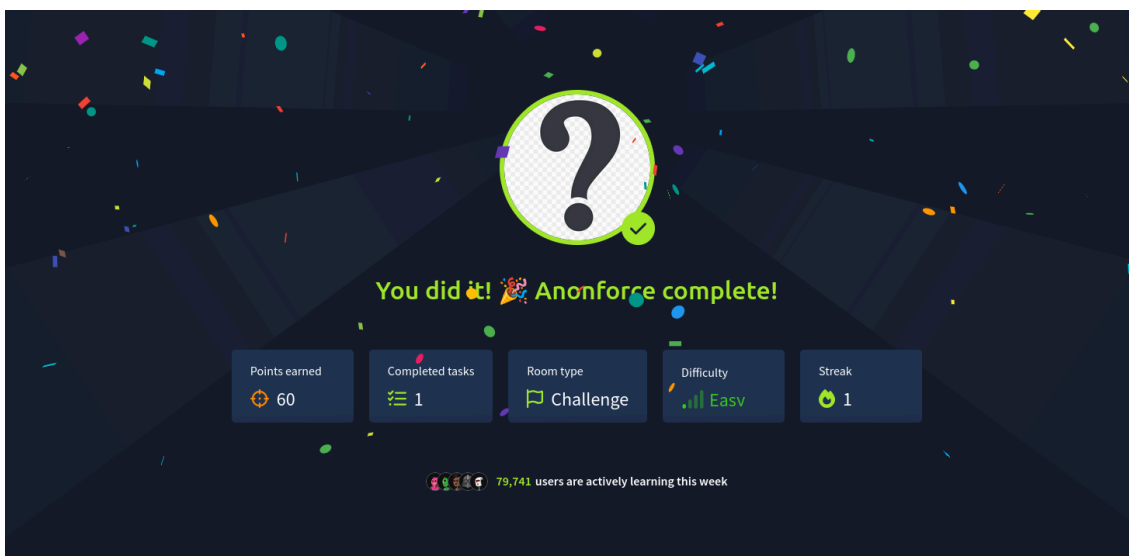 You did it! 🎉 Anonforce complete!
Points earned
60
Completed tasks
1
Room type
Challenge
Difficulty
Easy
Streak
1
79,741 users are actively learning this week